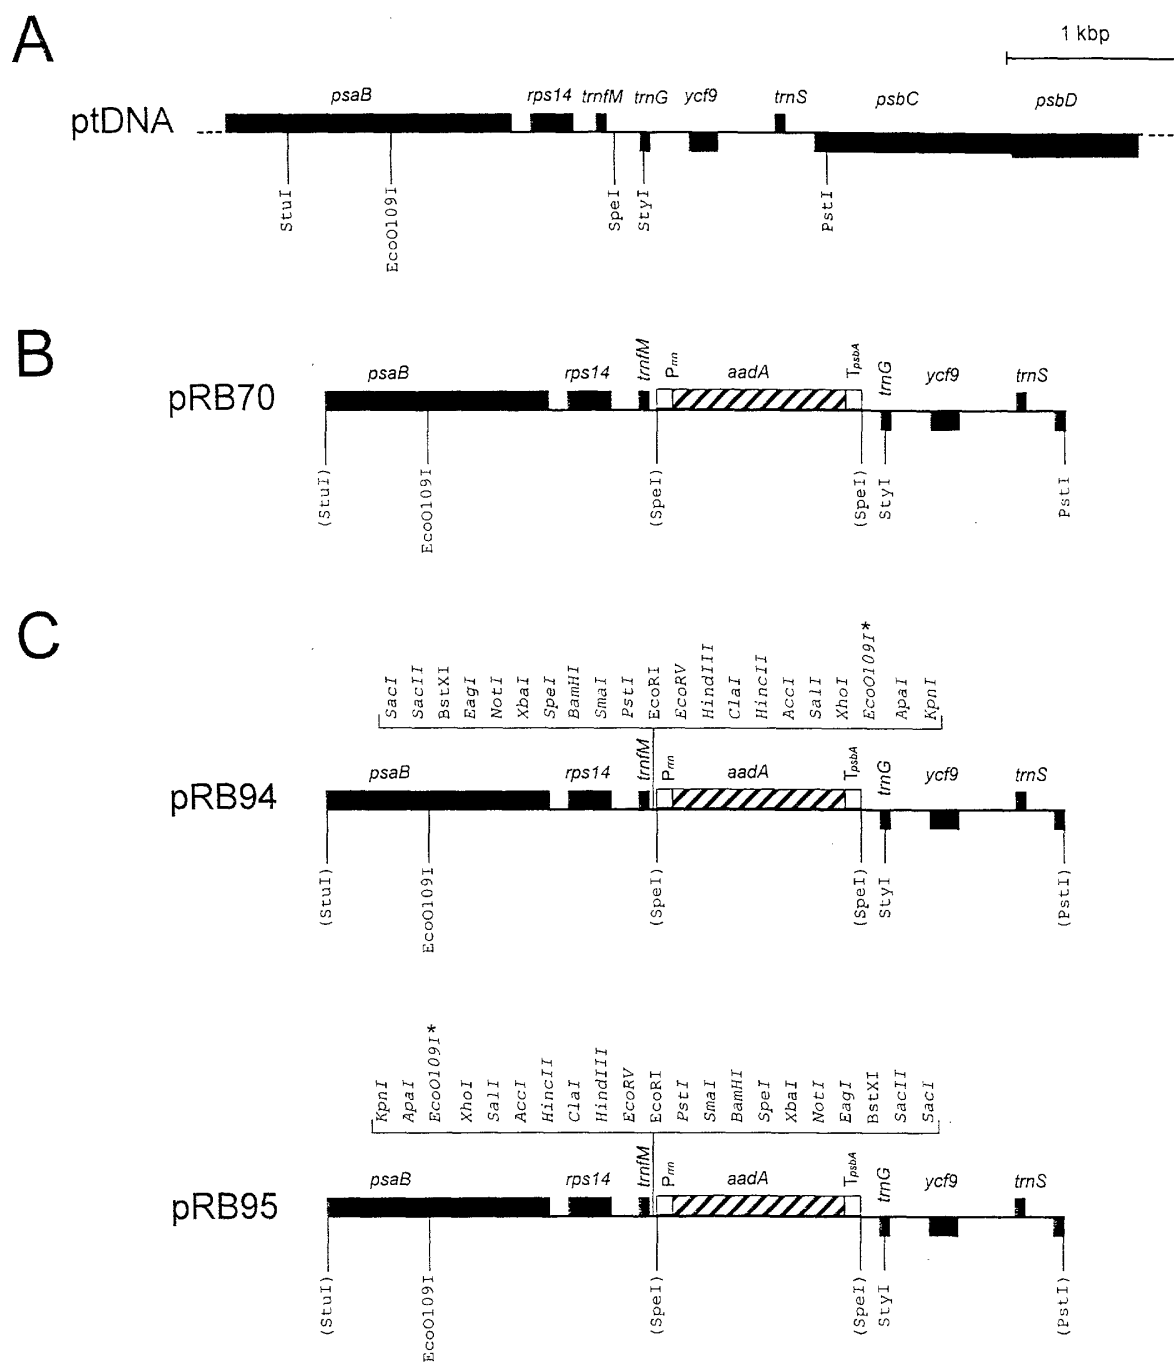 A
1 kbp
psaB rps14 trnfM trnG ycf9 trnS psbC psbD
ptDNA
StuI EcoO109I SpeI StyI PstI
B
psaB rps14 trnfM Prrn aadA TpsbA trnG ycf9 trnS
pRB70
(StuI) EcoO109I (SpeI) (SpeI) StyI PstI
C
SacI SacII BstXI EagI NotI XbaI SpeI BamHI SmaI PstI EcoRI EcoRV HindIII ClaI HincII AccI SalI XhoI EcoO109I* ApaI KpnI
psaB rps14 trnfM Prrn aadA TpsbA trnG ycf9 trnS
pRB94
(StuI) EcoO109I (SpeI) (SpeI) StyI (PstI)
KpnI ApaI EcoO109I* XhoI SalI AccI HincII ClaI HindIII EcoRV EcoRI PstI SmaI BamHI SpeI XbaI NotI EagI BstXI SacII SacI
psaB rps14 trnfM Prrn aadA TpsbA trnG ycf9 trnS
pRB95
(StuI) EcoO109I (SpeI) (SpeI) StyI (PstI)